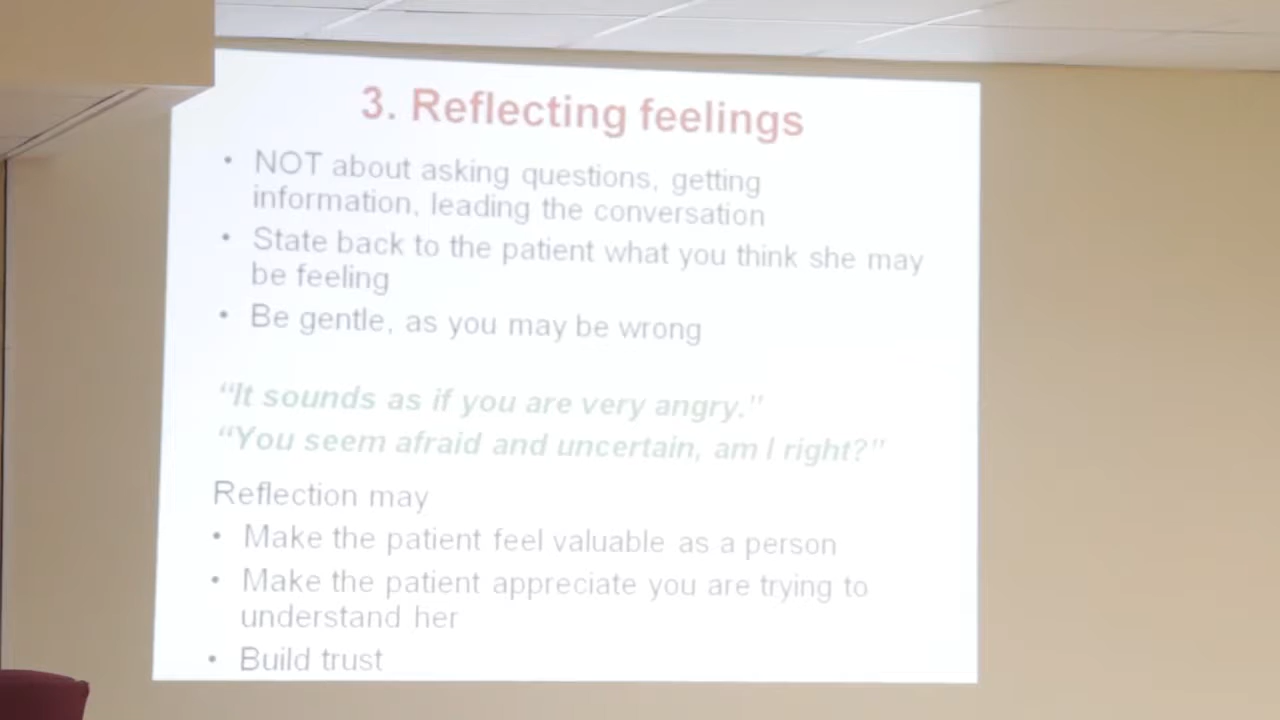 3. Reflecting feelings
• NOT about asking questions, getting
information, leading the conversation
• State back to the patient what you think she may
be feeling
• Be gentle, as you may be wrong
“It sounds as if you are very angry.”
“You seem afraid and uncertain, am I right?”
Reflection may
• Make the patient feel valuable as a person
• Make the patient appreciate you are trying to
understand her
• Build trust